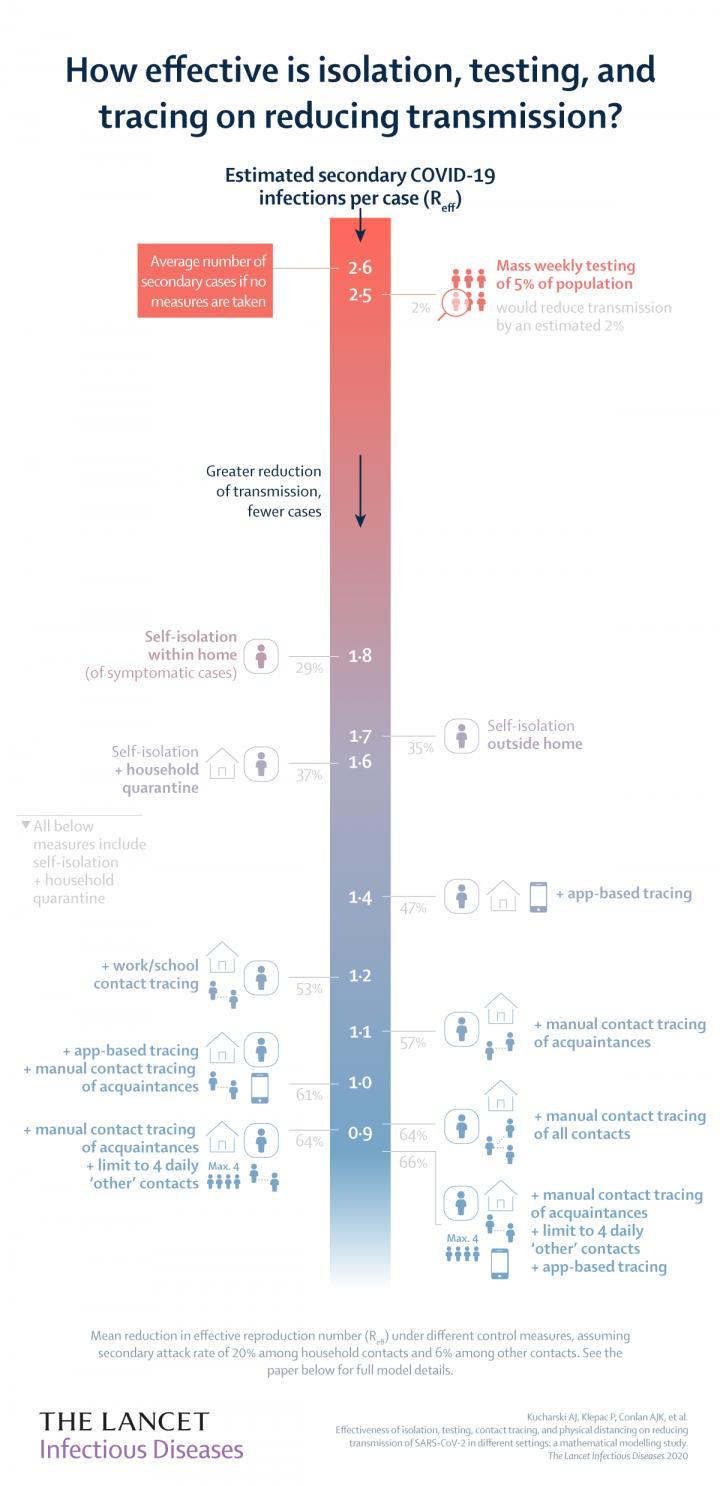 How effective is isolation, testing, and
tracing on reducing transmission?
Estimated secondary COVID-19
infections per case (Reff)
Average number of
secondary cases if no
measures are taken
2·6
2·5
2%
Mass weekly testing
of 5% of population
would reduce transmission
by an estimated 2%
Greater reduction
of transmission,
fewer cases
Self-isolation
within home
(of symptomatic cases)
29%
1·8
1·7
35%
Self-isolation
outside home
Self-isolation
+ household
quarantine
37%
1·6
All below
measures include
self-isolation
+ household
quarantine
1·4
47%
+ app-based tracing
+ work/school
contact tracing
53%
1·2
1·1
57%
+ manual contact tracing
of acquaintances
+ app-based tracing
+ manual contact tracing
of acquaintances
61%
1·0
+ manual contact tracing
of acquaintances
+ limit to 4 daily
'other' contacts
Max. 4
64%
0·9
64%
+ manual contact tracing
of all contacts
66%
Max. 4
+ manual contact tracing
of acquaintances
+ limit to 4 daily
'other' contacts
+ app-based tracing
Mean reduction in effective reproduction number (Reff) under different control measures, assuming
secondary attack rate of 20% among household contacts and 6% among other contacts. See the
paper below for full model details.
THE LANCET
Infectious Diseases
Kucharski AJ, Klepac P, Conlan AJK, et al.
Effectiveness of isolation, testing, contact tracing, and physical distancing on reducing
transmission of SARS-CoV-2 in different settings: a mathematical modelling study.
The Lancet Infectious Diseases 2020